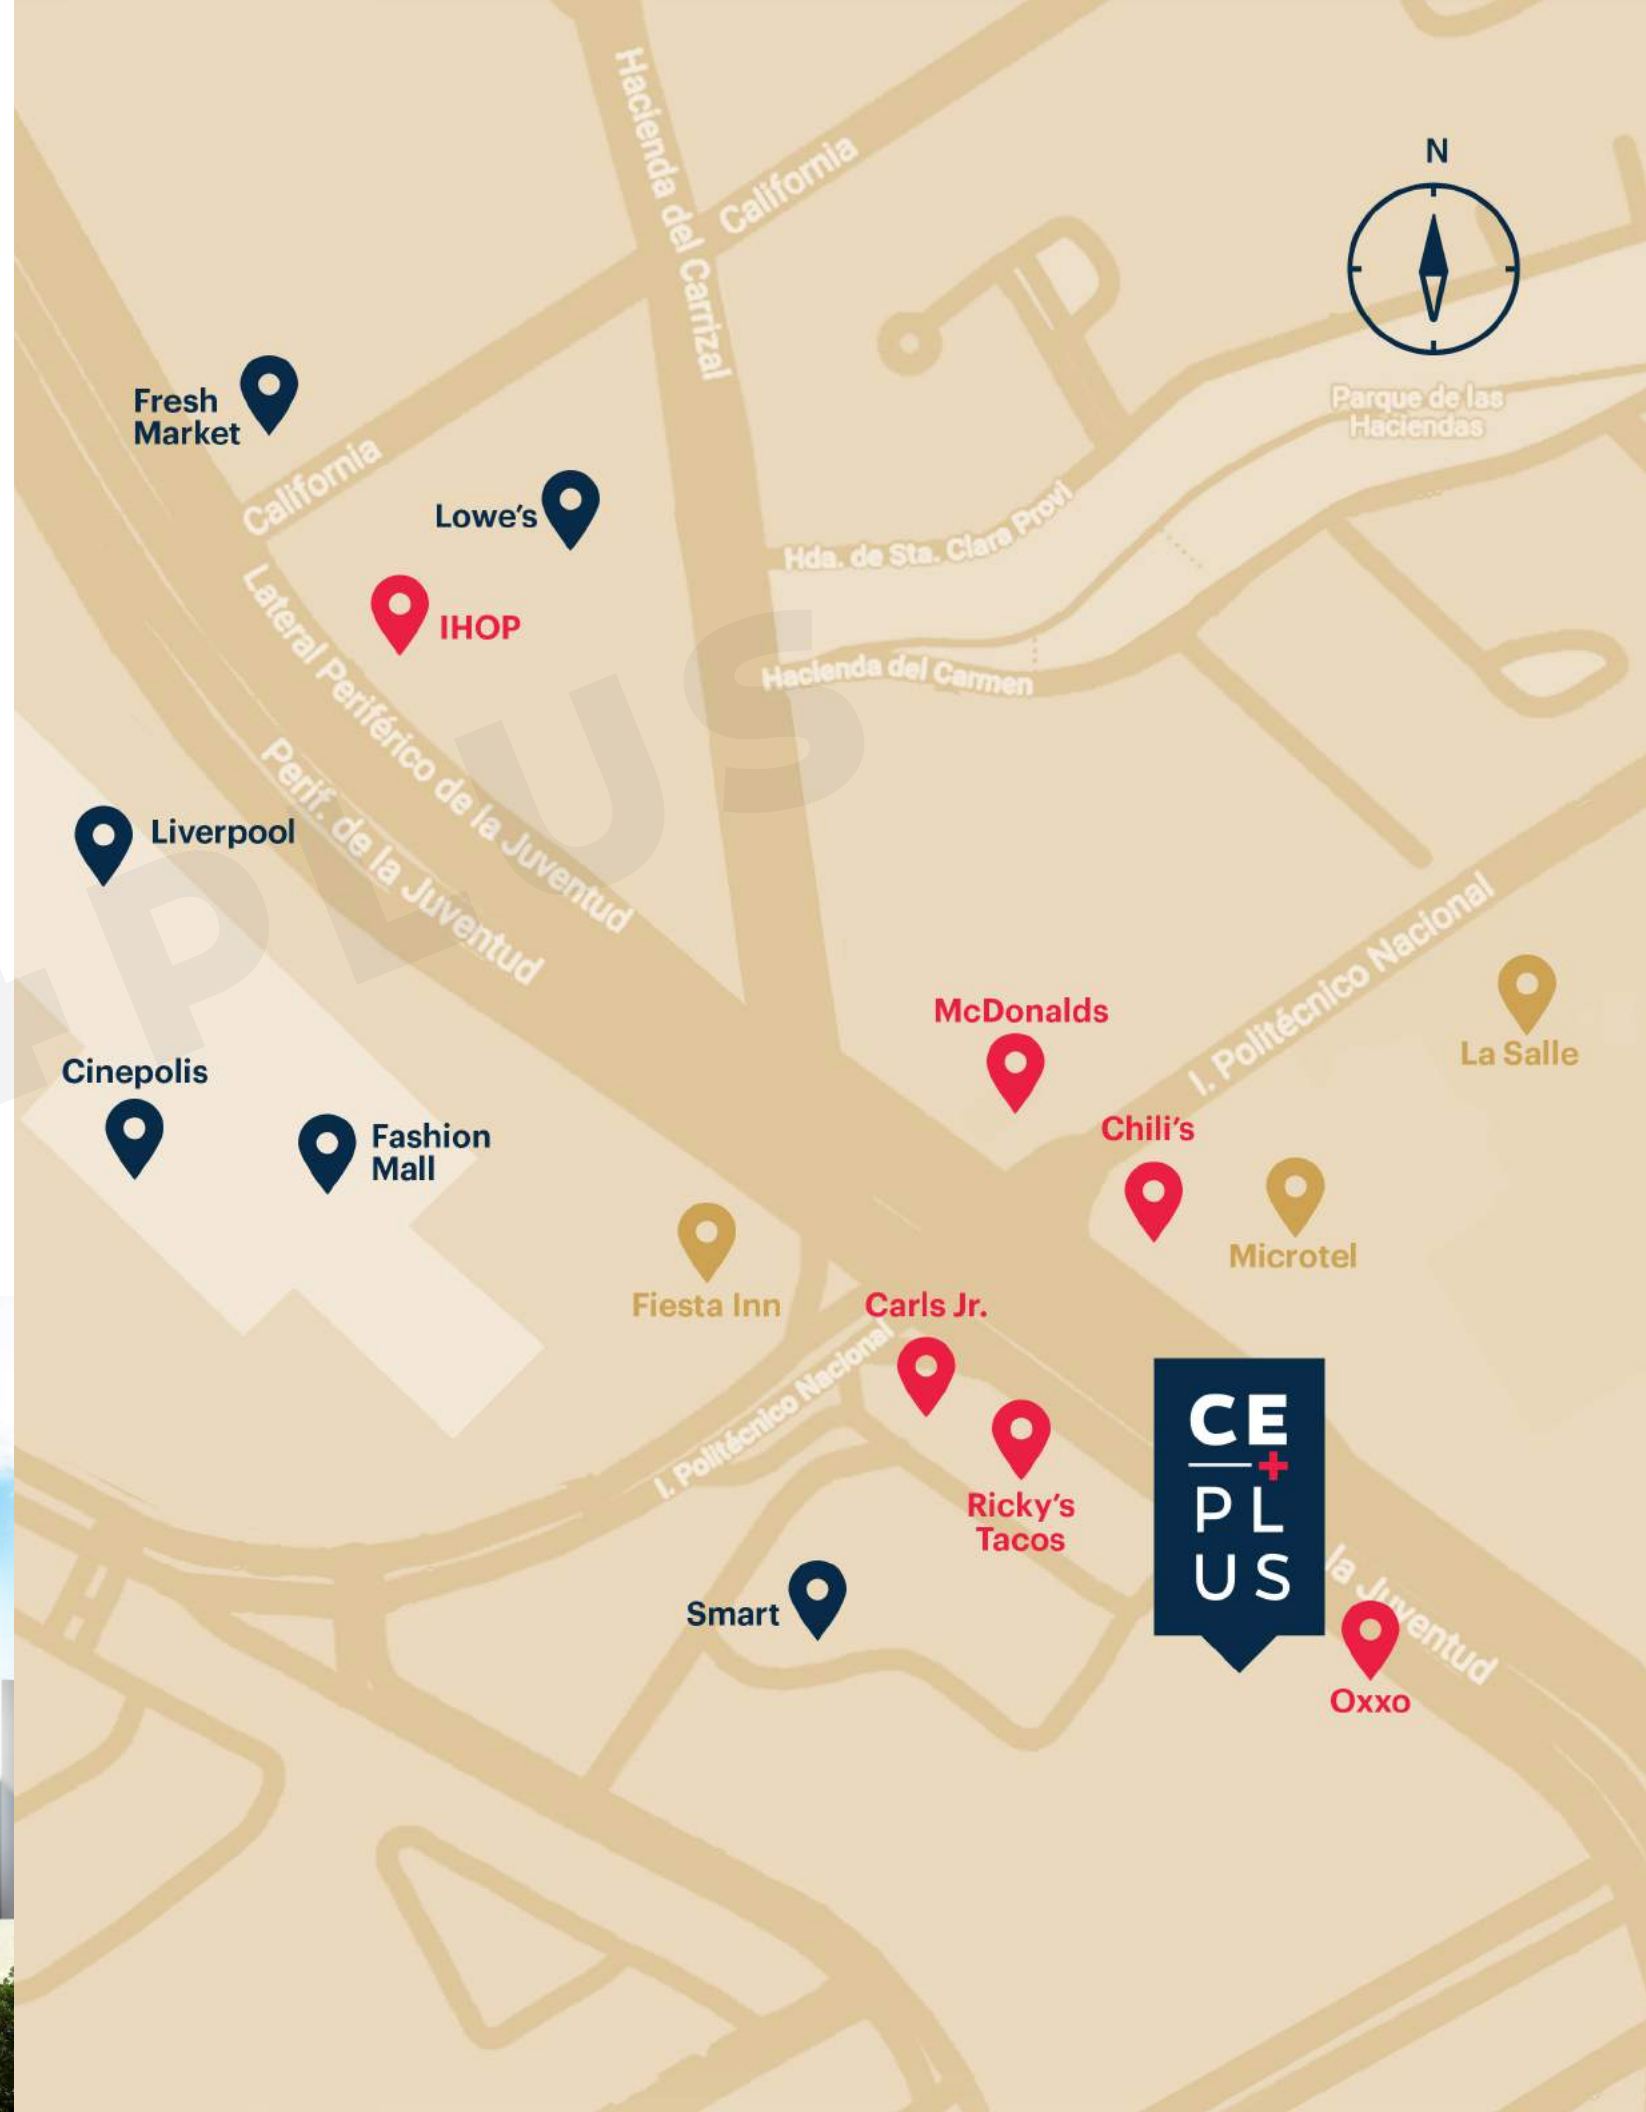 Hacienda del Carrizal
California
N
Parque de las
Haciendas
Fresh
Market
California
Lowe's
Hda. de Sta. Clara Provi
IHOP
Lateral Periférico de la Juventud
Hacienda del Carmen
Perif. de la Juventud
Liverpool
+PLUS
I. Politécnico Nacional
McDonalds
La Salle
Cinepolis
Fashion
Mall
Chili's
Microtel
Fiesta Inn
Carls Jr.
I. Politécnico Nacional
CE
+
PL
US
Ricky's
Tacos
la Juventud
Smart
Oxxo